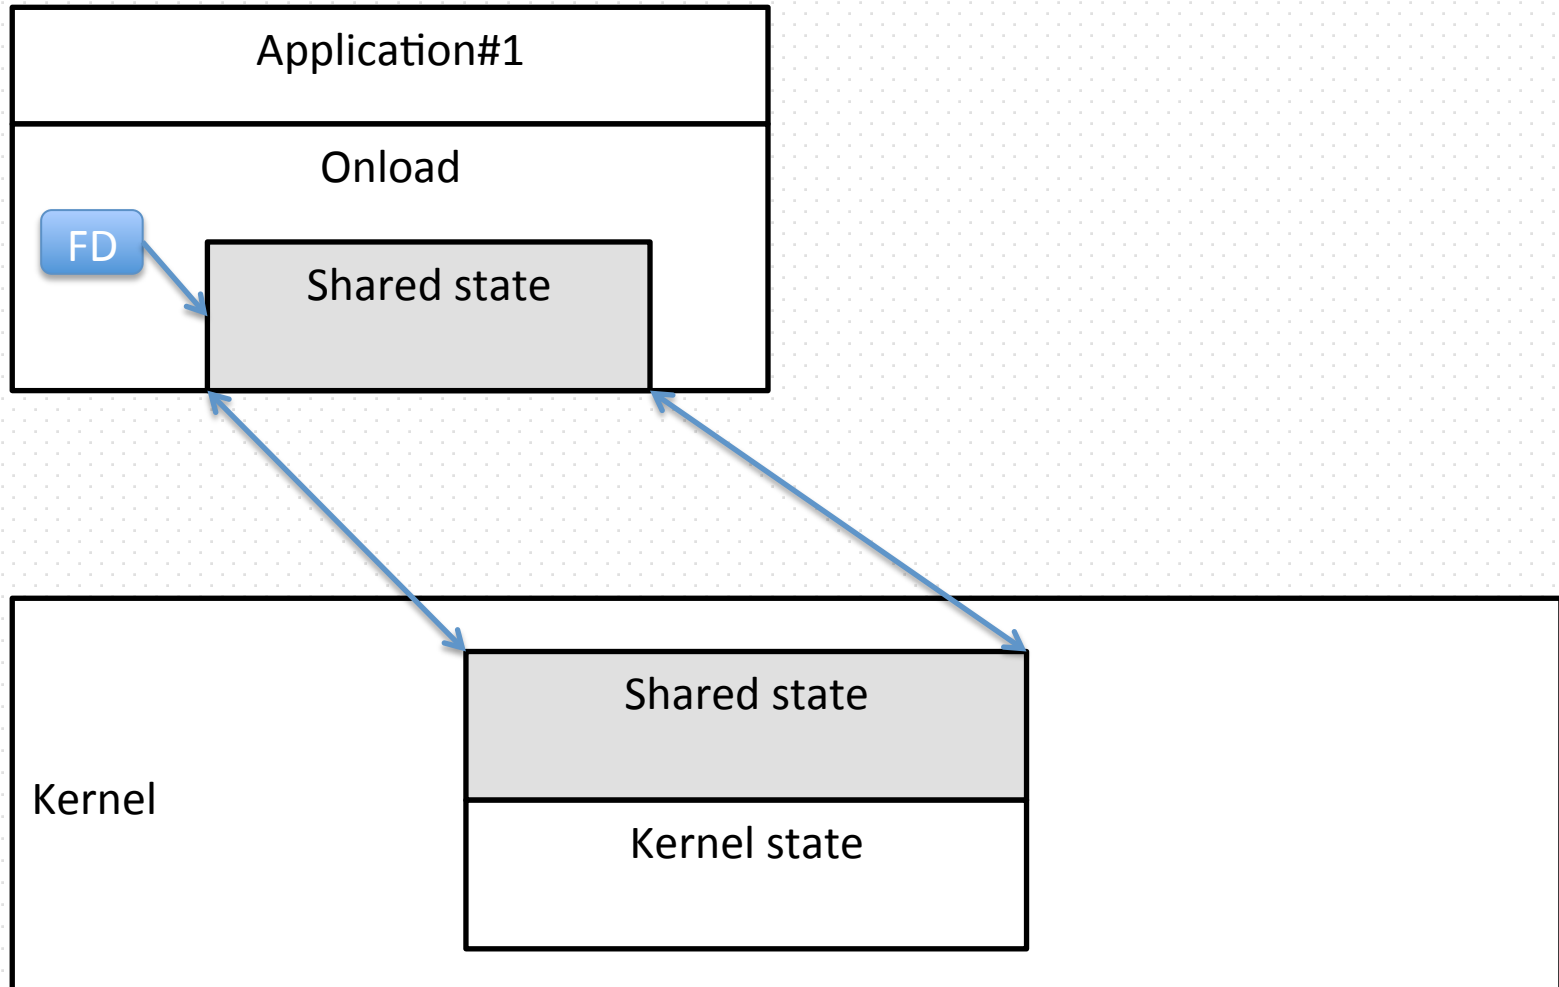 Application#1
Onload
FD
Shared state
Shared state
Kernel
Kernel state